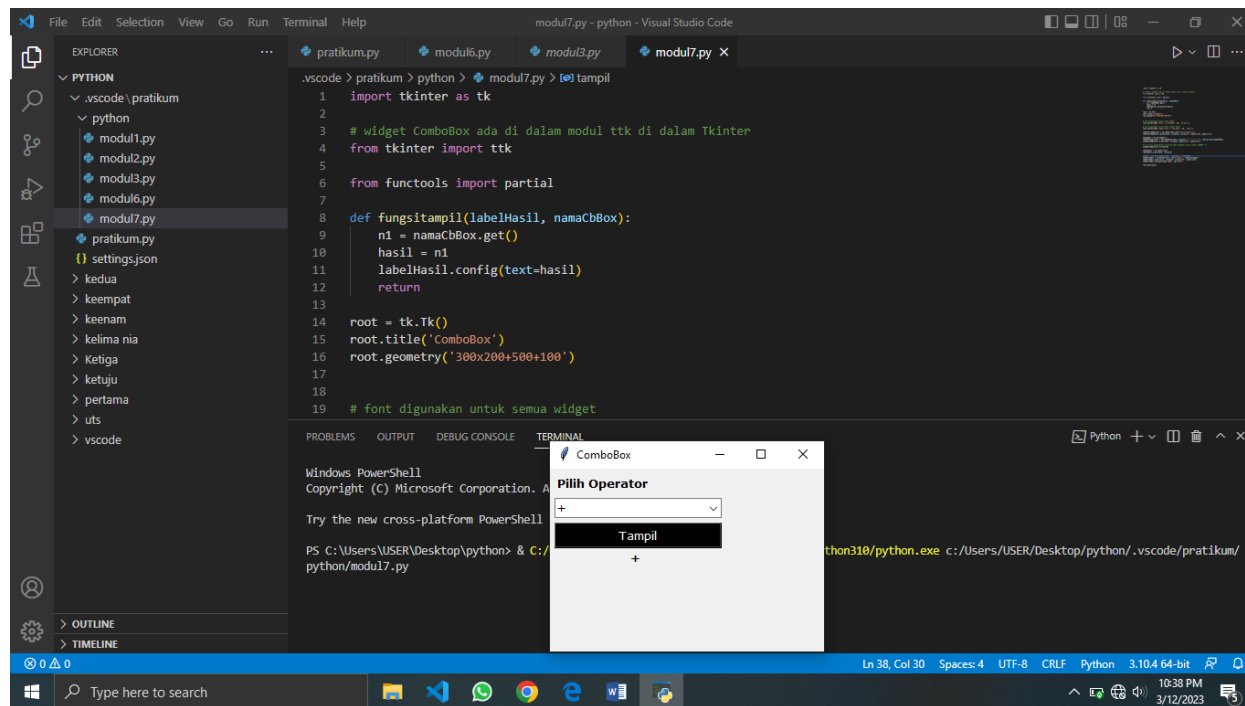 File Edit Selection View Go Run Terminal Help
modul7.py - python - Visual Studio Code
EXPLORER
PYTHON
.vscode\pratikum
python
modul1.py
modul2.py
modul3.py
modul6.py
modul7.py
pratikum.py
{} settings.json
kedua
keempat
keenam
kelima nia
Ketiga
ketuju
pertama
uts
vscode
OUTLINE
TIMELINE
pratikum.py modul6.py modul3.py modul7.py
.vscode > pratikum > python > modul7.py > tampil
1 import tkinter as tk
2
3 # widget ComboBox ada di dalam modul ttk di dalam Tkinter
4 from tkinter import ttk
5
6 from functools import partial
7
8 def fungsitampil(labelHasil, namaCbBox):
9 n1 = namaCbBox.get()
10 hasil = n1
11 labelHasil.config(text=hasil)
12 return
13
14 root = tk.Tk()
15 root.title('ComboBox')
16 root.geometry('300x200+500+100')
17
18
19 # font digunakan untuk semua widget
PROBLEMS OUTPUT DEBUG CONSOLE TERMINAL
Python
Windows PowerShell
Copyright (C) Microsoft Corporation. A
Try the new cross-platform PowerShell
PS C:\Users\USER\Desktop\python> & C:/ thon310/python.exe c:/Users/USER/Desktop/python/.vscode/pratikum/
python/modul7.py
ComboBox
Pilih Operator
+
Tampil
+
0 0
Ln 38, Col 30 Spaces: 4 UTF-8 CRLF Python 3.10.4 64-bit
Type here to search
10:38 PM
3/12/2023
5